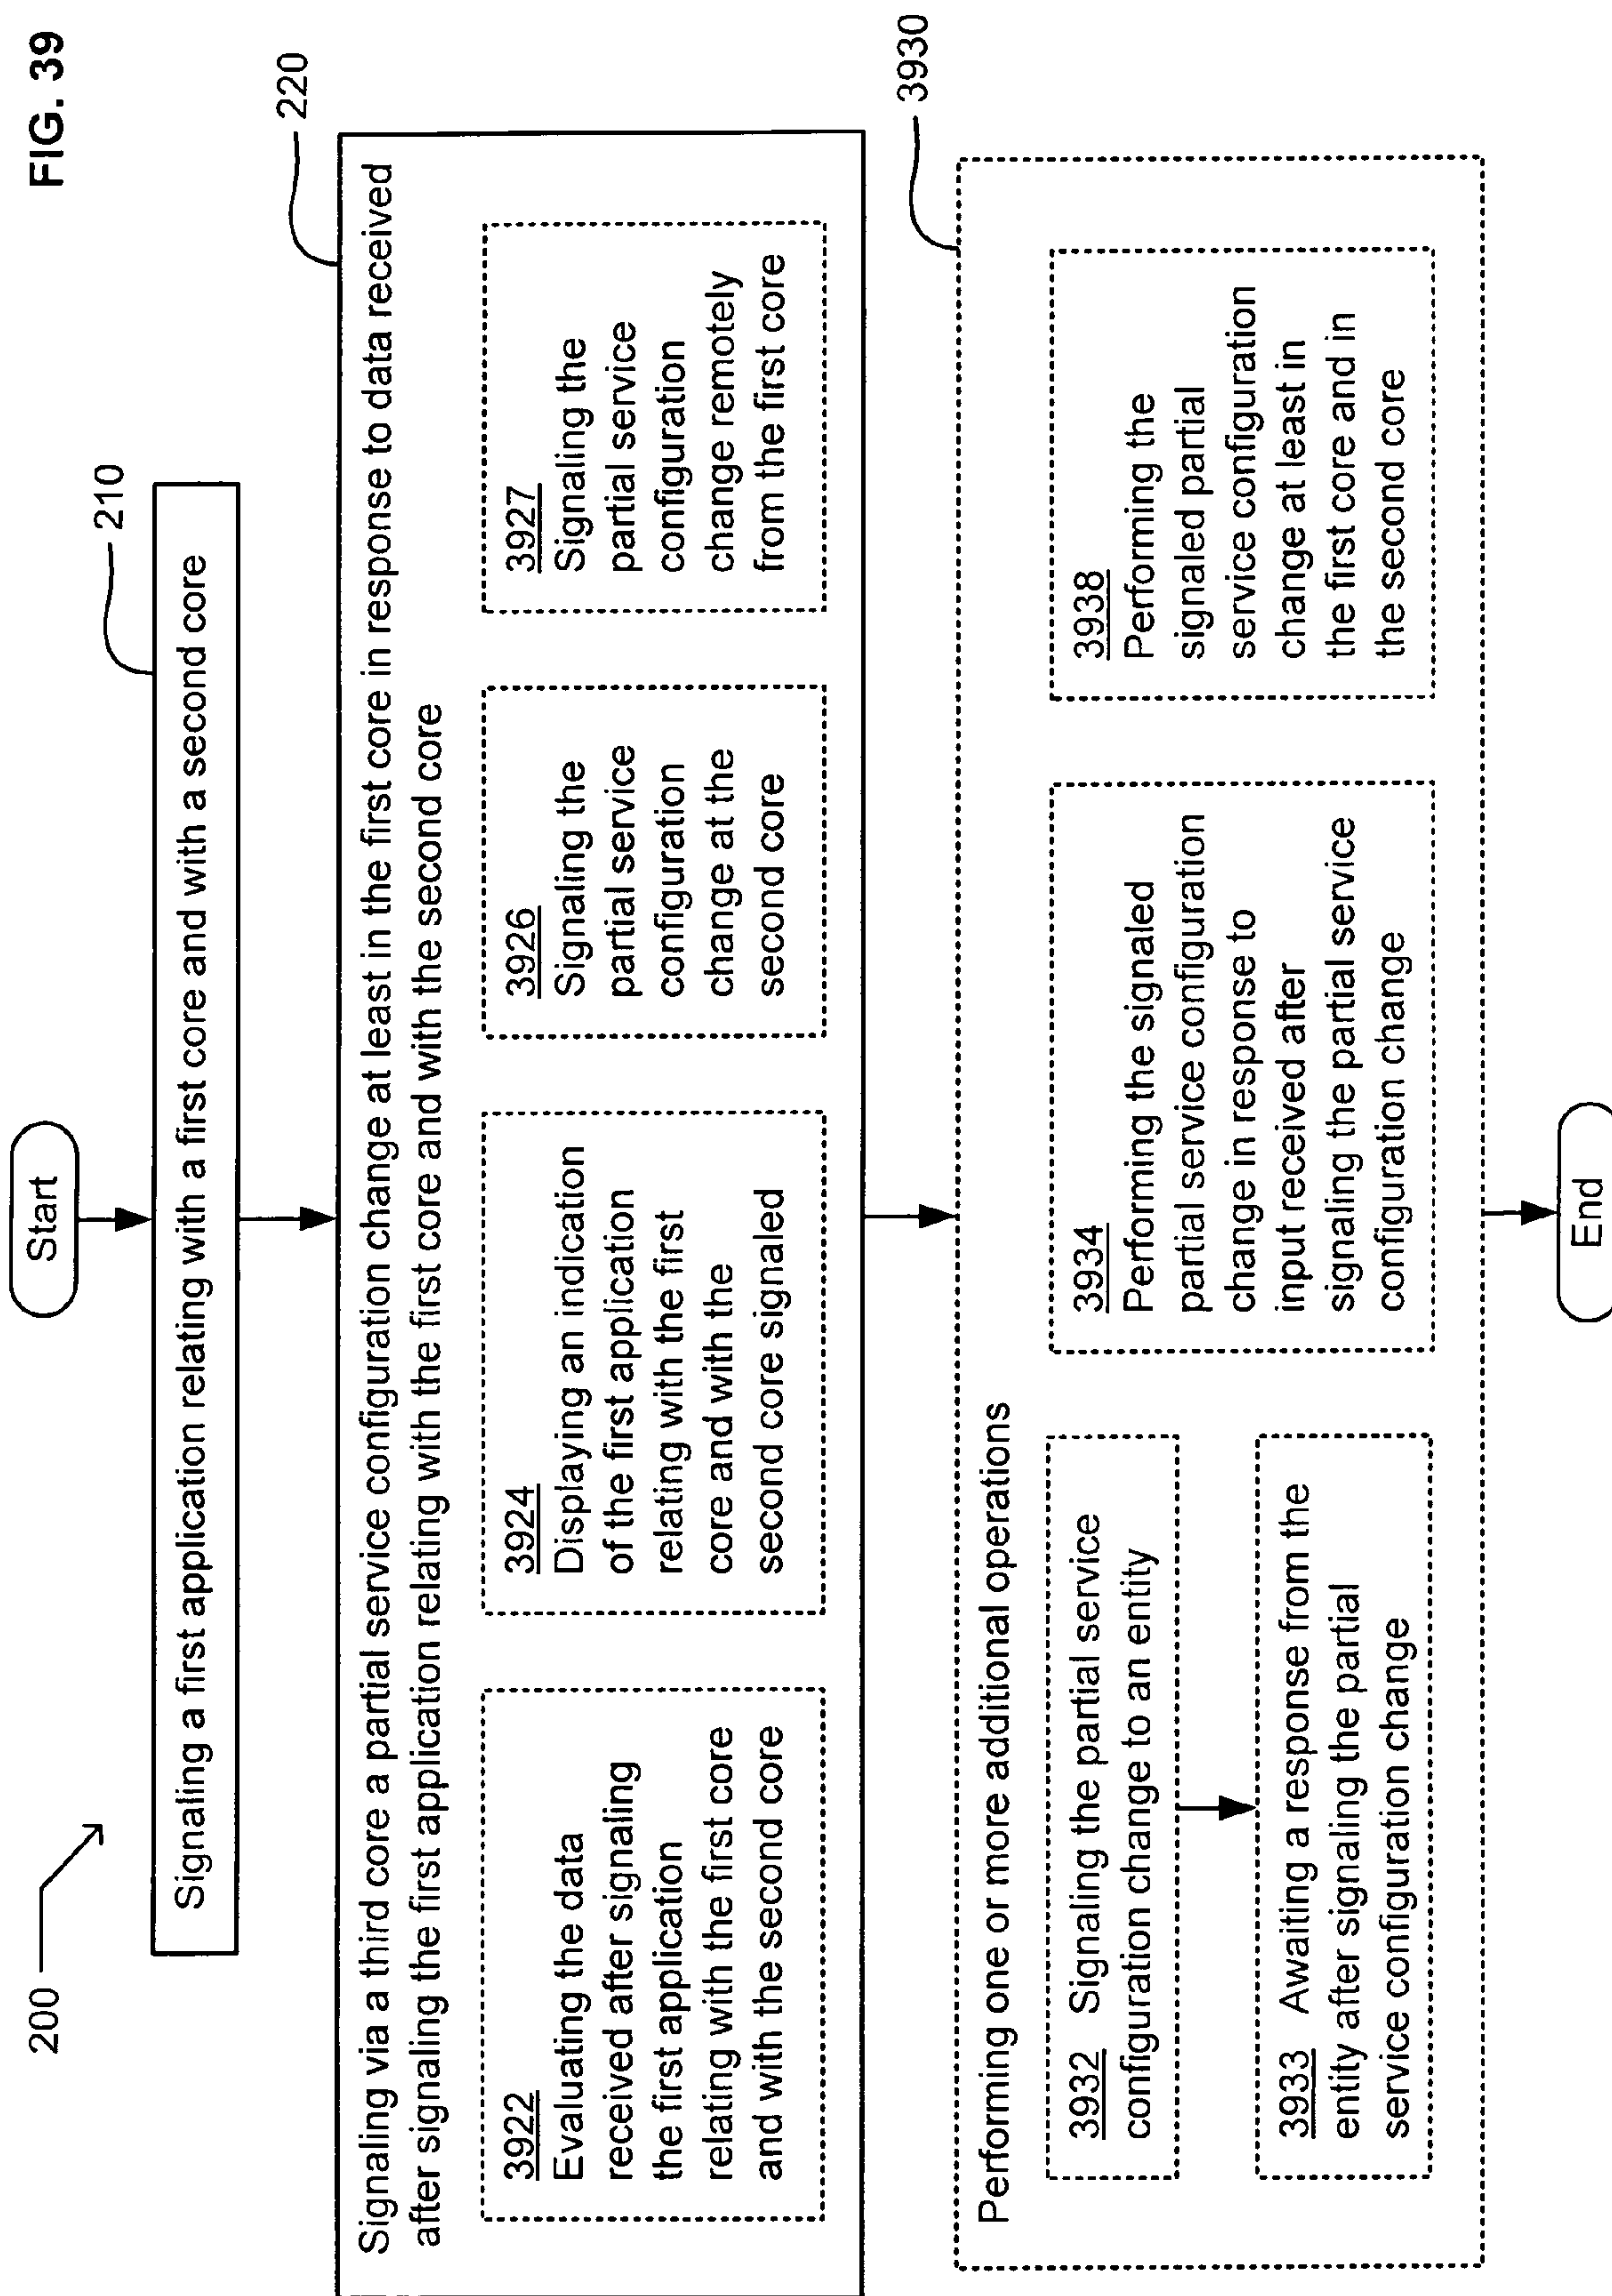 FIG. 39
200
Start
210
Signaling a first application relating with a first core and with a second core
220
Signaling via a third core a partial service configuration change at least in the first core in response to data received
after signaling the first application relating with the first core and with the second core
3922
Evaluating the data
received after signaling
the first application
relating with the first core
and with the second core
3924
Displaying an indication
of the first application
relating with the first
core and with the
second core signaled
3926
Signaling the
partial service
configuration
change at the
second core
3927
Signaling the
partial service
configuration
change remotely
from the first core
3930
Performing one or more additional operations
3932 Signaling the partial service
configuration change to an entity
3933 Awaiting a response from the
entity after signaling the partial
service configuration change
3934
Performing the signaled
partial service configuration
change in response to
input received after
signaling the partial service
configuration change
3938
Performing the
signaled partial
service configuration
change at least in
the first core and in
the second core
End